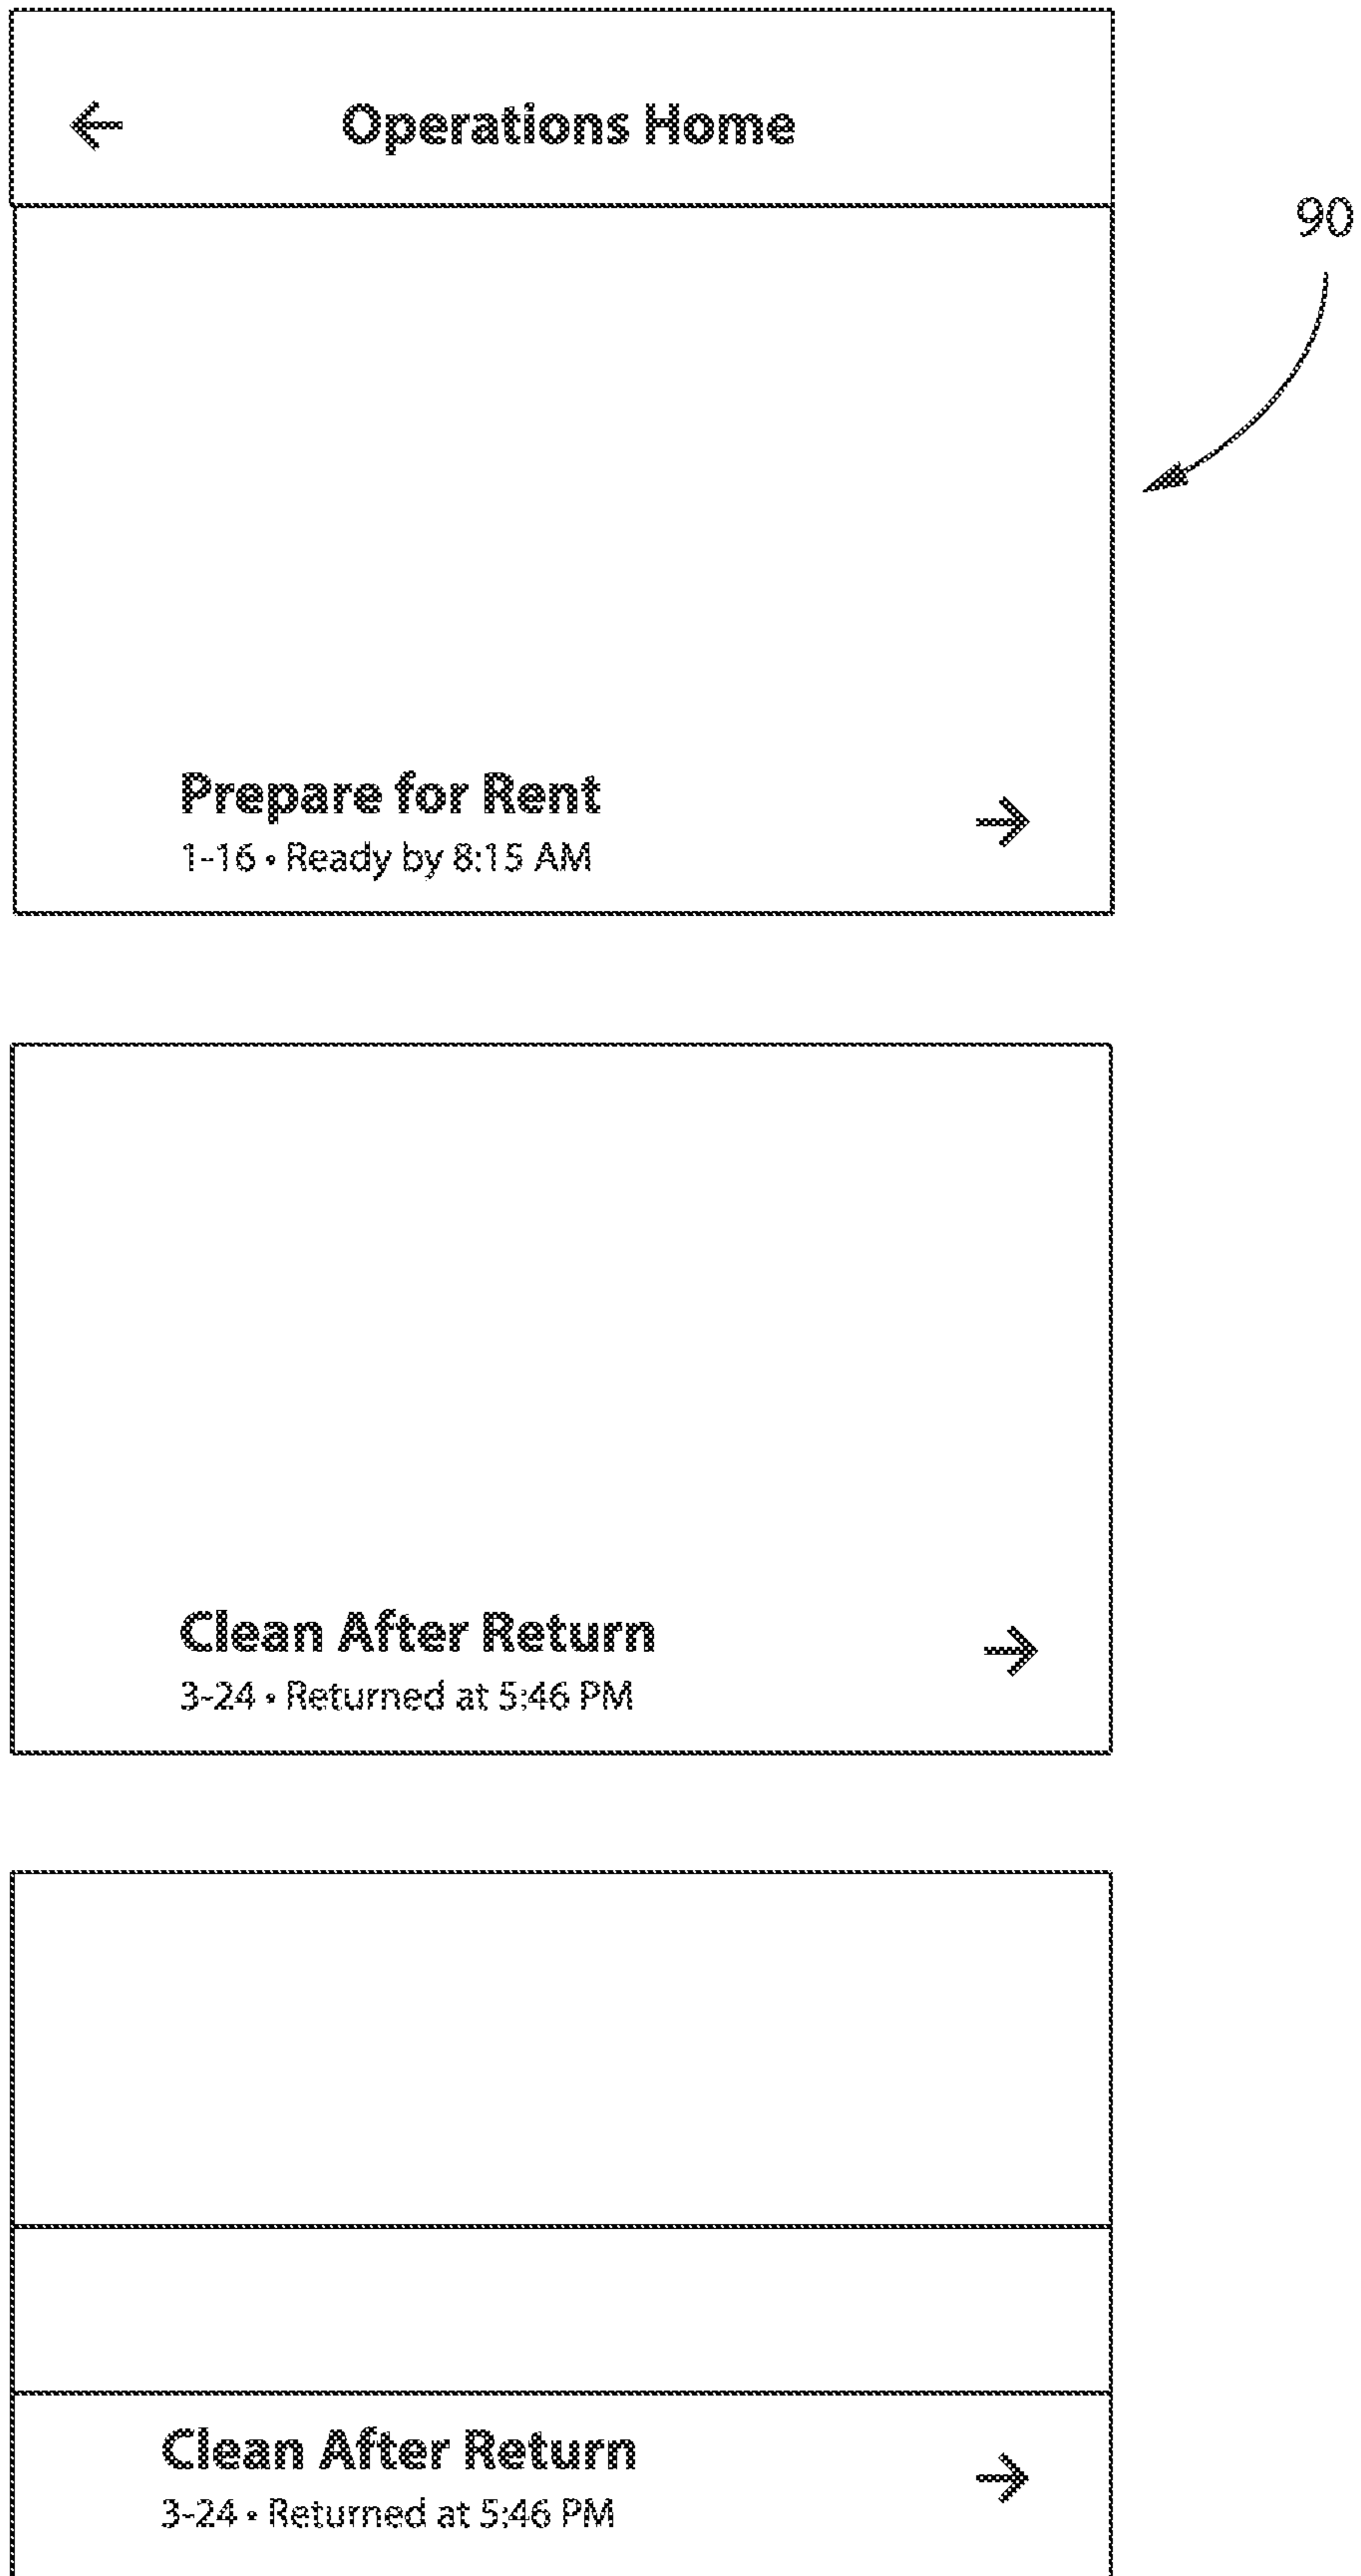 Operations Home
90
Prepare for Rent
1-16 • Ready by 8:15 AM
Clean After Return
3-24 • Returned at 5:46 PM
Clean After Return
3-24 • Returned at 5:46 PM